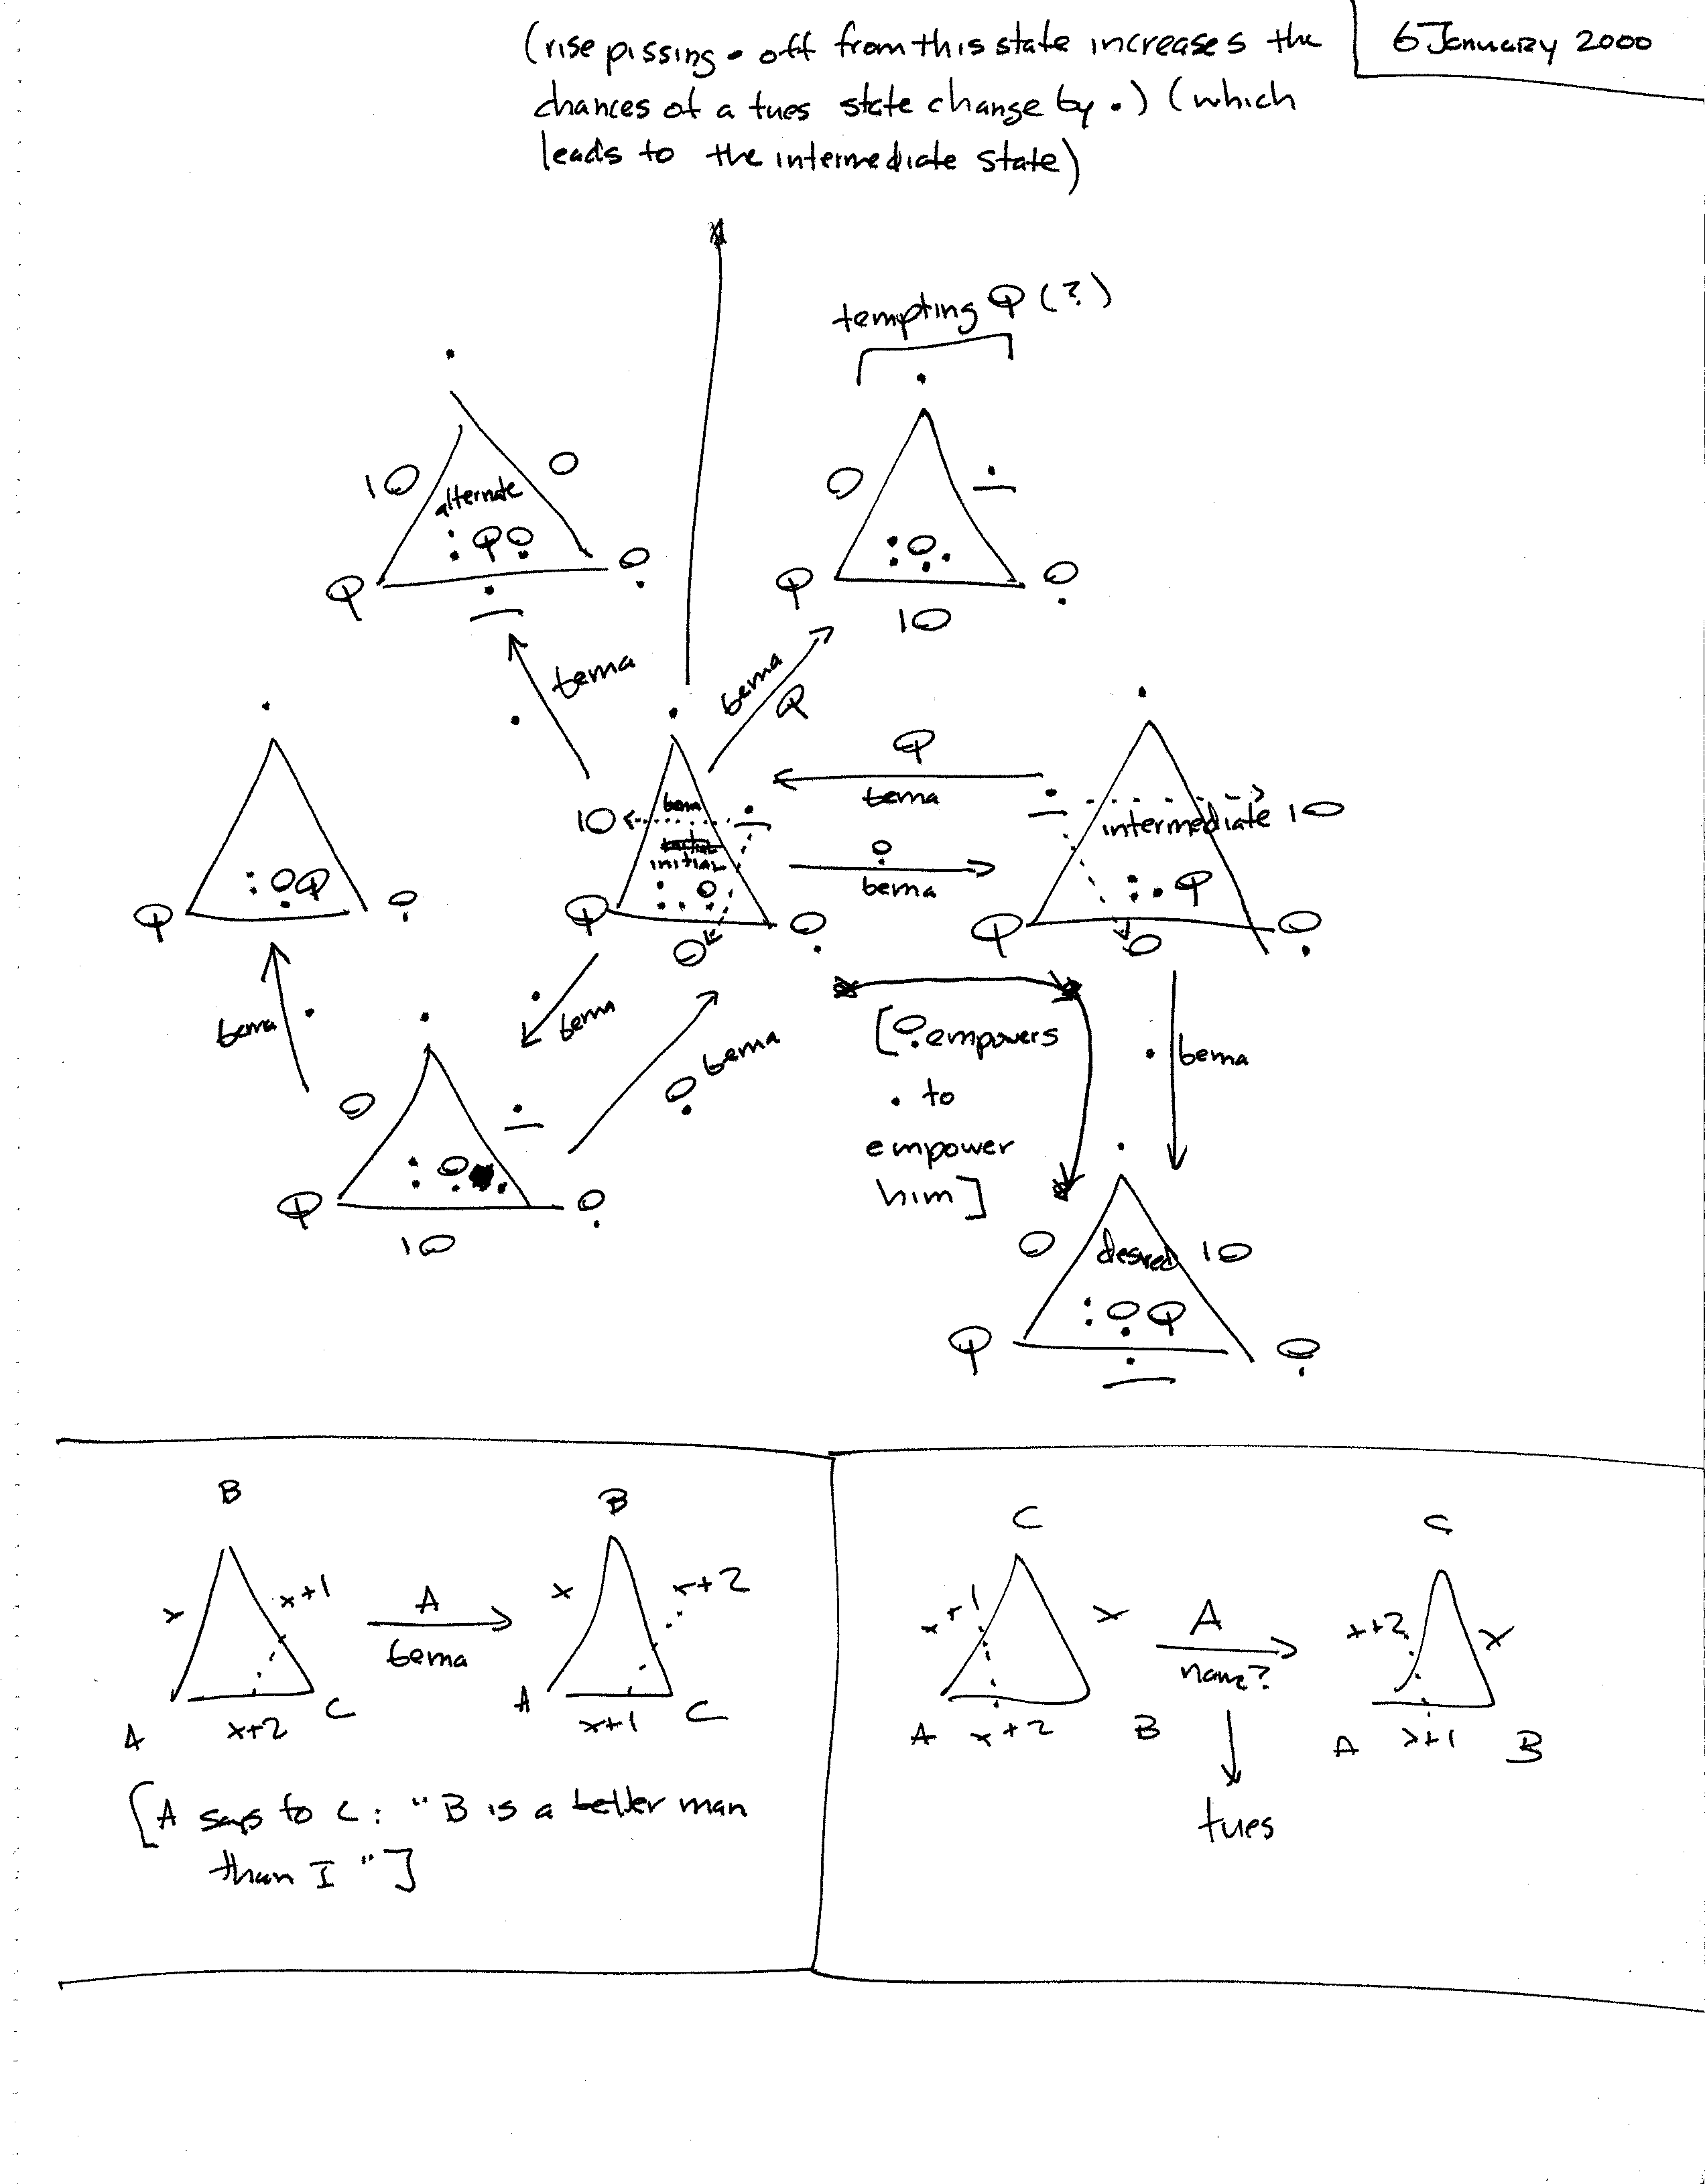 6 January 2000
(rise pissing • off from this state increases the
chances of a tues state change by •) (which
leads to the intermediate state)
tempting Q (?)
10
alternate
10
bema
bema
Q
10
initial
Q
bema
bema
intermediate 10
bema
bema
bema
bema
[ empowers
• to
empower
him]
• bema
10
desired 10
Q
B
x
x+1
A
x+2
C
A
bema
B
x
x+2
A
x+1
C
[A says to C: "B is a better man
than I"]
C
x+1
x
A
x+2
B
A
name?
tues
C
x+2
x
A
x+1
B